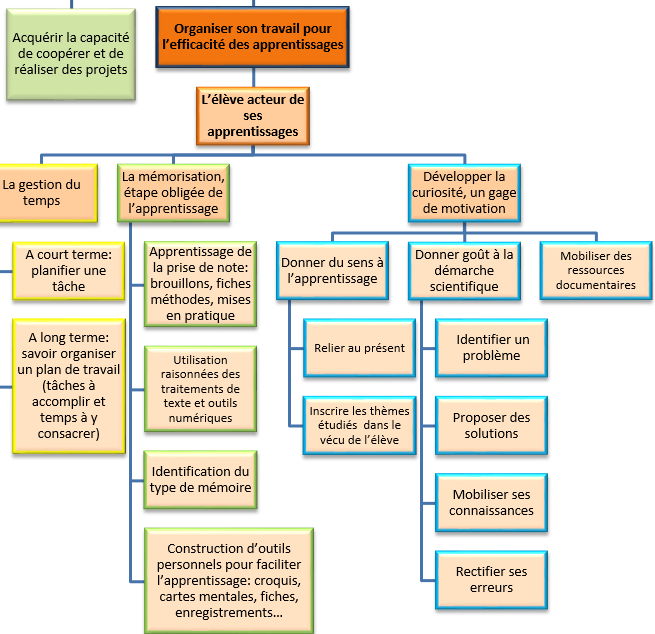 Acquérir la capacité
de coopérer et de
réaliser des projets
Organiser son travail pour
l'efficacité des apprentissages
L'élève acteur de
ses
apprentissages
La gestion du
temps
La mémorisation,
étape obligée de
l'apprentissage
Développer la
curiosité, un gage
de motivation
A court terme:
planifier une
tâche
A long terme:
savoir organiser
un plan de travail
(tâches à
accomplir et
temps à y
consacrer)
Apprentissage de
la prise de note:
brouillons, fiches
méthodes, mises
en pratique
Utilisation
raisonnées des
traitements de
texte et outils
numériques
Identification du
type de mémoire
Construction d'outils
personnels pour faciliter
l'apprentissage: croquis,
cartes mentales, fiches,
enregistrements...
Donner du sens à
l'apprentissage
Relier au présent
Inscrire les thèmes
étudiés dans le
vécu de l'élève
Donner goût à la
démarche
scientifique
Identifier un
problème
Proposer des
solutions
Mobiliser ses
connaissances
Rectifier ses
erreurs
Mobiliser des
ressources
documentaires